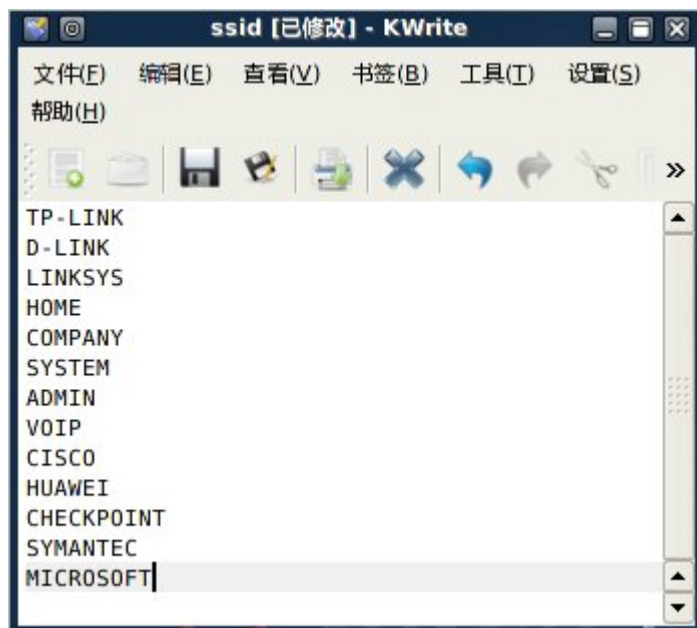 ssid [已修改] - KWrite
文件(F) 编辑(E) 查看(V) 书签(B) 工具(T) 设置(S)
帮助(H)
TP-LINK
D-LINK
LINKSYS
HOME
COMPANY
SYSTEM
ADMIN
VOIP
CISCO
HUAWEI
CHECKPOINT
SYMANTEC
MICROSOFT